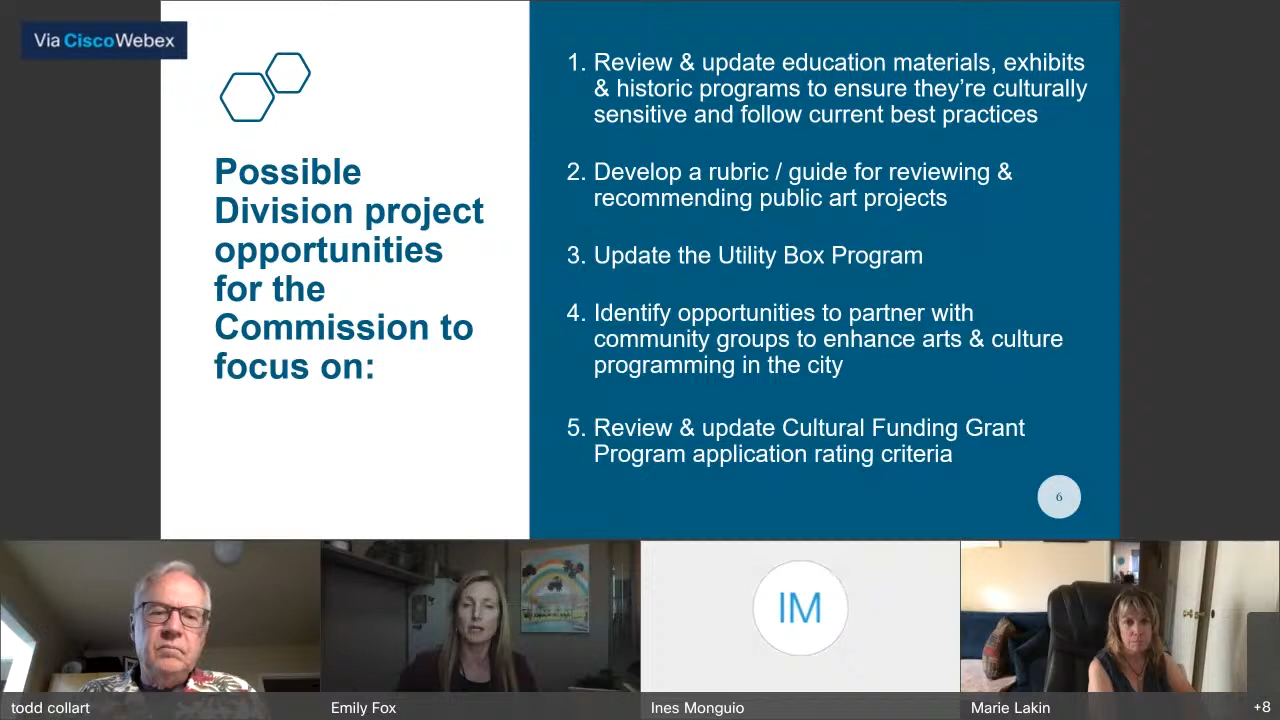 Via CiscoWebex
Possible
Division project
opportunities
for the
Commission to
focus on:
1. Review & update education materials, exhibits
& historic programs to ensure they’re culturally
sensitive and follow current best practices
2. Develop a rubric / guide for reviewing &
recommending public art projects
3. Update the Utility Box Program
4. Identify opportunities to partner with
community groups to enhance arts & culture
programming in the city
5. Review & update Cultural Funding Grant
Program application rating criteria
6
IM
todd collart
Emily Fox
Ines Monguio
Marie Lakin
+8